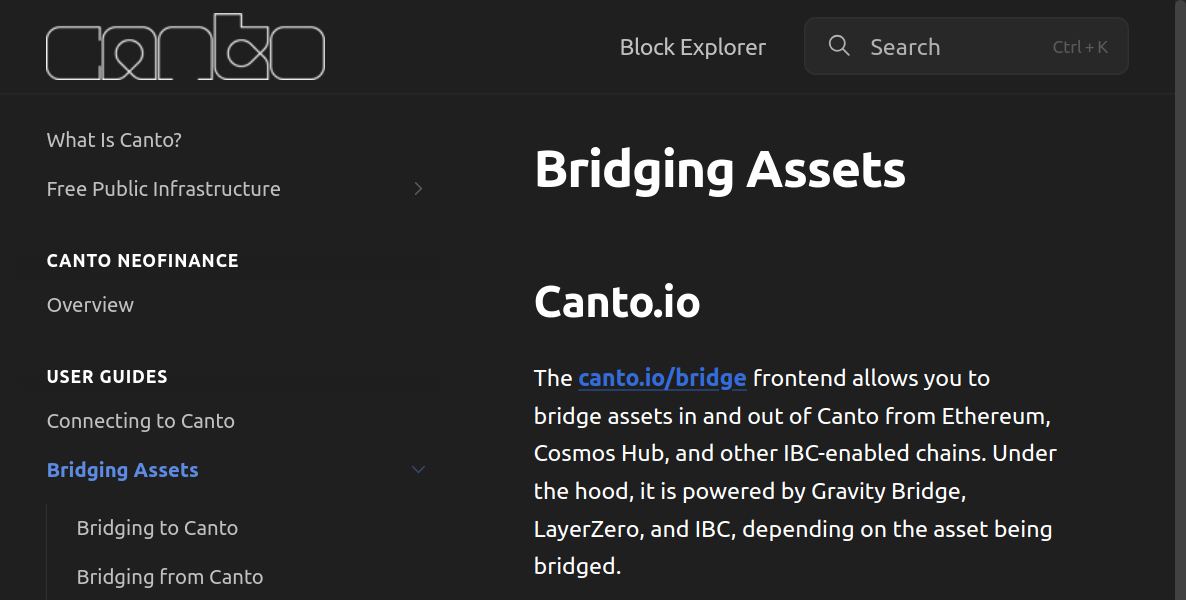 canto
Block Explorer
Search
Ctrl + K
What Is Canto?
Free Public Infrastructure
CANTO NEOFINANCE
Overview
USER GUIDES
Connecting to Canto
Bridging Assets
Bridging to Canto
Bridging from Canto
Bridging Assets
Canto.io
The canto.io/bridge frontend allows you to
bridge assets in and out of Canto from Ethereum,
Cosmos Hub, and other IBC-enabled chains. Under
the hood, it is powered by Gravity Bridge,
LayerZero, and IBC, depending on the asset being
bridged.